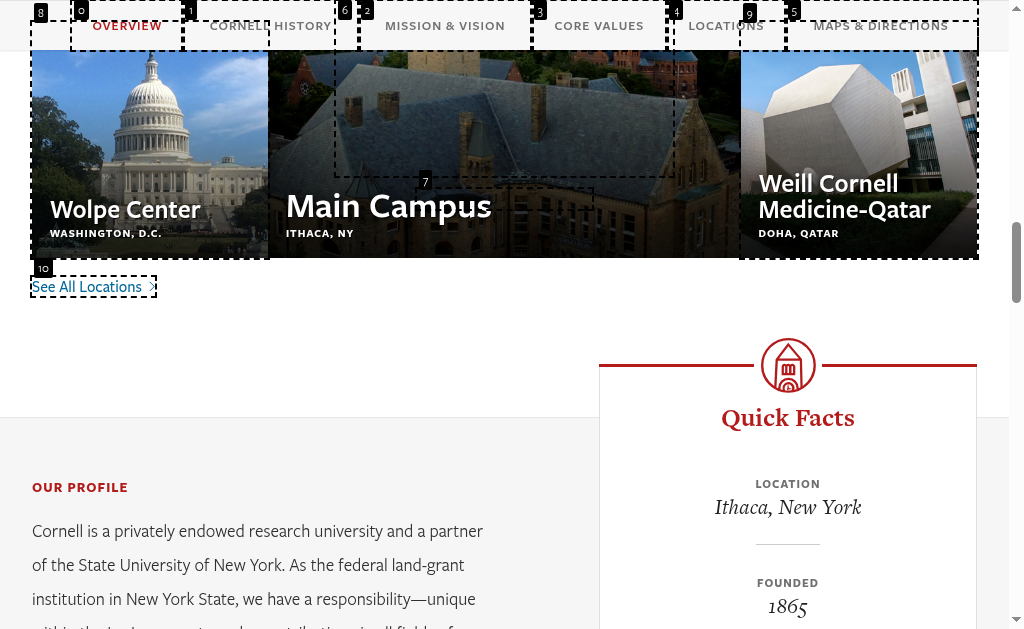 8 0 1 6 2 3 4 9 5
OVERVIEW CORNELL HISTORY MISSION & VISION CORE VALUES LOCATIONS MAPS & DIRECTIONS
7
Wolpe Center
WASHINGTON, D.C.
Main Campus
ITHACA, NY
Weill Cornell
Medicine-Qatar
DOHA, QATAR
10
See All Locations
Quick Facts
LOCATION
Ithaca, New York
FOUNDED
1865
OUR PROFILE
Cornell is a privately endowed research university and a partner
of the State University of New York. As the federal land-grant
institution in New York State, we have a responsibility—unique